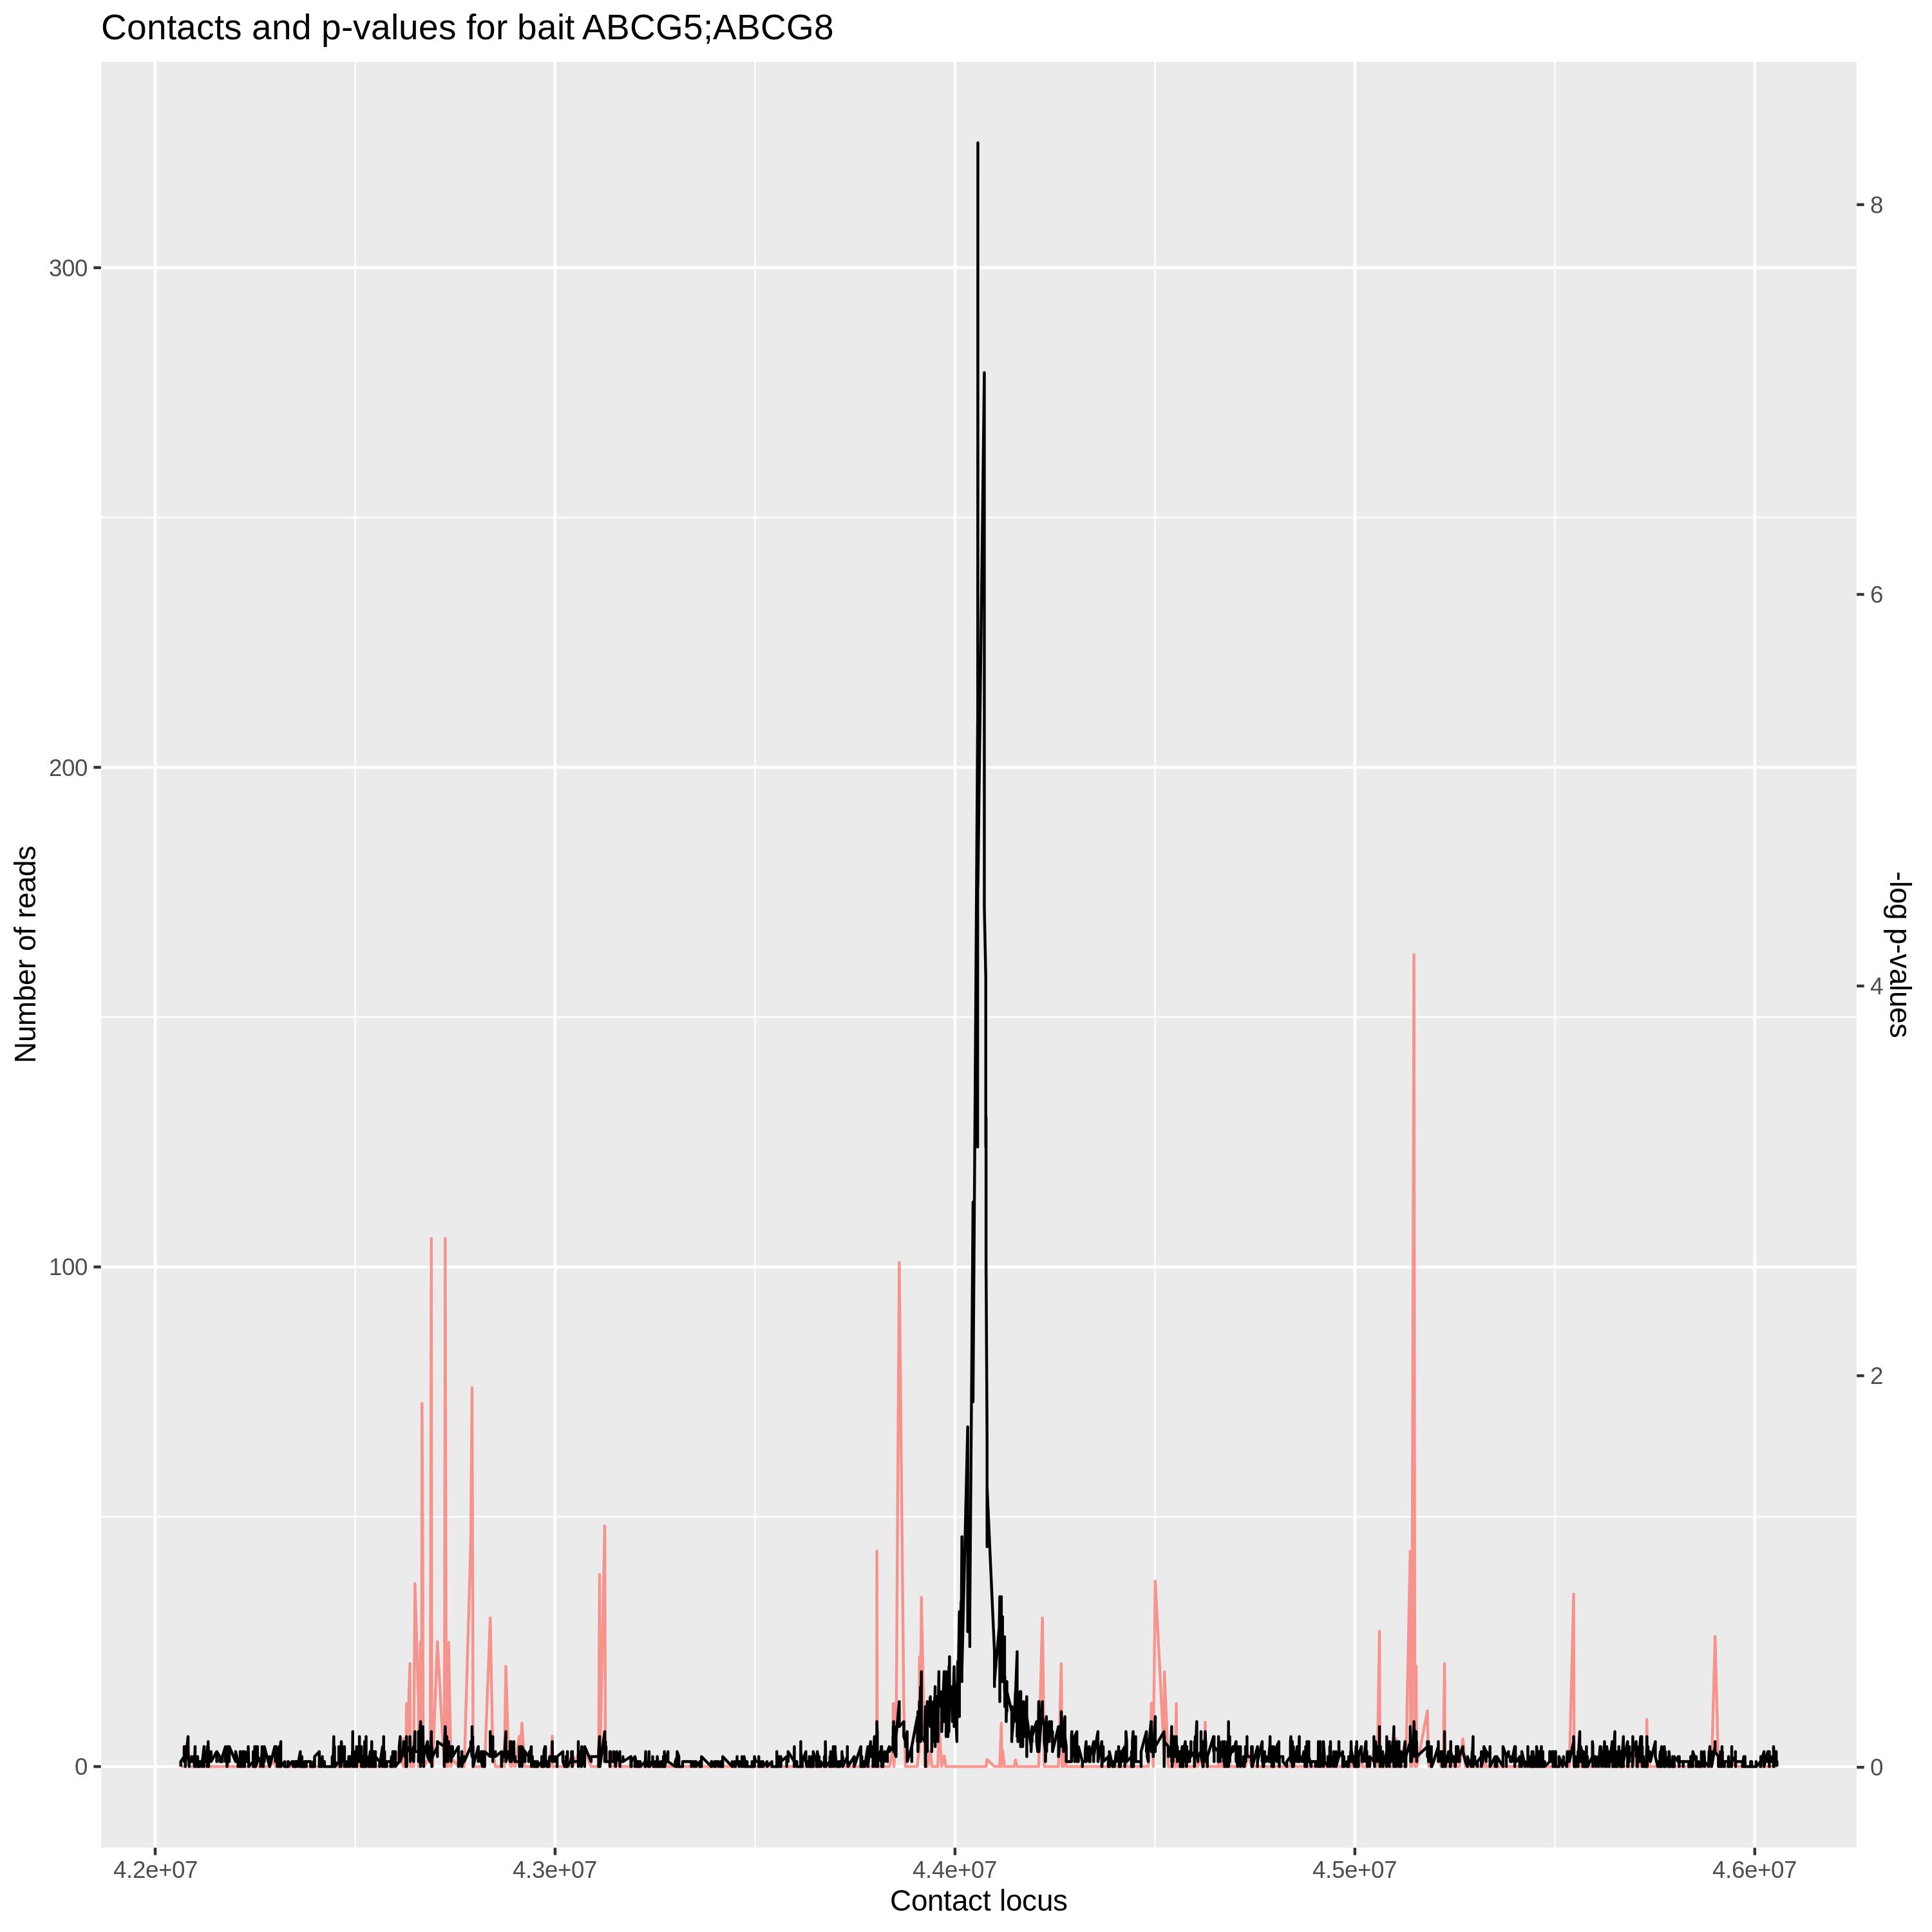 Contacts and p-values for bait ABCG5;ABCG8
300
200
100
0
8
6
4
2
0
Number of reads
-log p-values
4.2e+07
4.3e+07
4.4e+07
4.5e+07
4.6e+07
Contact locus